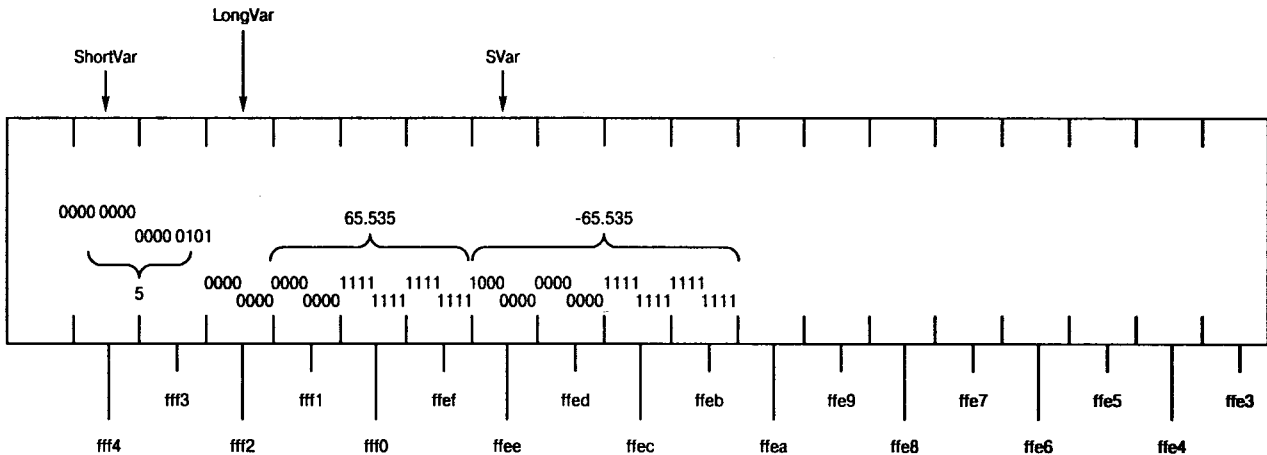 LongVar
ShortVar SVar
0000 0000
65.535 -65.535
0000 0101
0000 0000 1111 1111 1000 0000 1111 1111
5
0000 0000 1111 1111 0000 0000 1111 1111
fff3 fff1 ffef ffed ffeb ffe9 ffe7 ffe5 ffe3
fff4 fff2 fff0 ffee ffec ffea ffe8 ffe6 ffe4